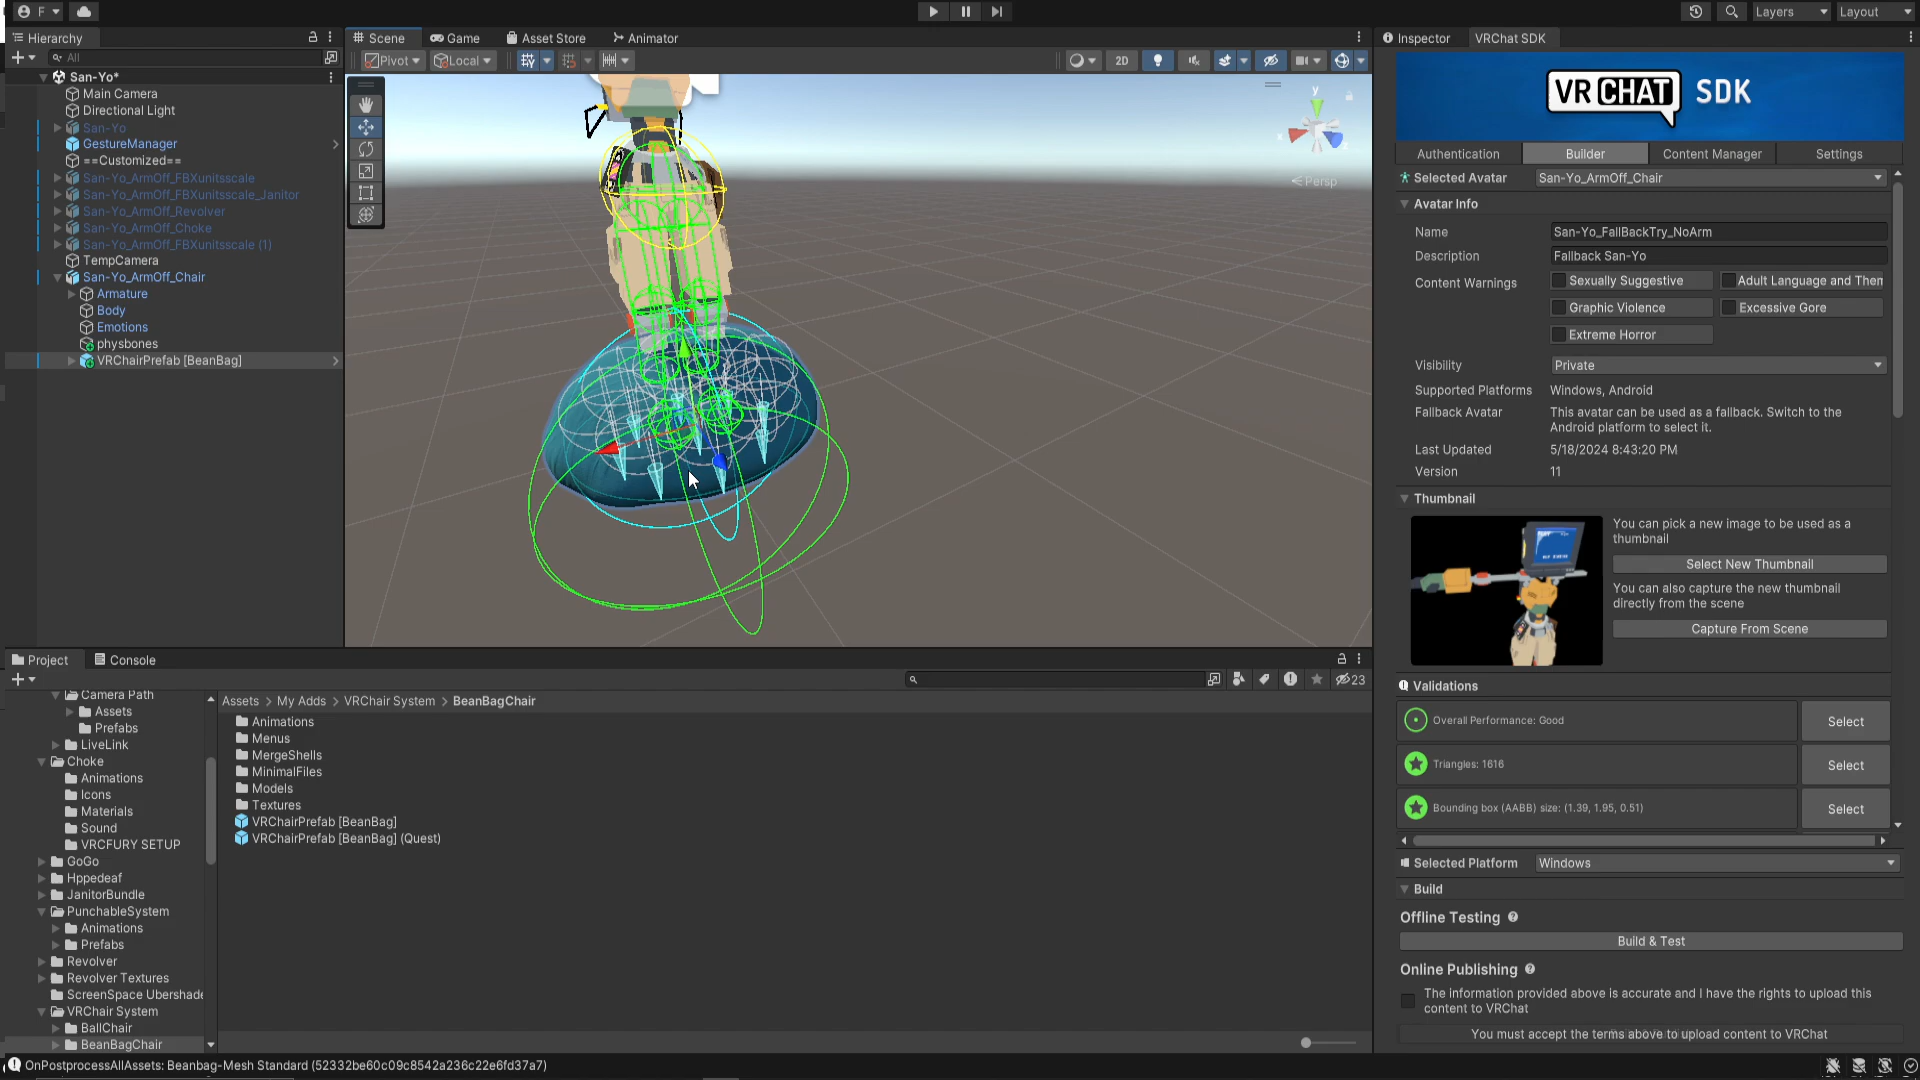 F
Layers
Layout
Hierarchy
All
San-Yo*
Main Camera
Directional Light
San-Yo
GestureManager
==Customized==
San-Yo_ArmOff_FBXunitsscale
San-Yo_ArmOff_FBXunitsscale_Janitor
San-Yo_ArmOff_Revolver
San-Yo_ArmOff_Choke
San-Yo_ArmOff_FBXunitsscale (1)
TempCamera
San-Yo_ArmOff_Chair
Armature
Body
Emotions
physbones
VRChairPrefab [BeanBag]
Scene
Game
Asset Store
Animator
Pivot
Local
2D
y
x
z
Persp
Inspector
VRChat SDK
VR CHAT SDK
Authentication
Builder
Content Manager
Settings
Selected Avatar
San-Yo_ArmOff_Chair
Avatar Info
Name
San-Yo_FallBackTry_NoArm
Description
Fallback San-Yo
Content Warnings
Sexually Suggestive
Adult Language and Them
Graphic Violence
Excessive Gore
Extreme Horror
Visibility
Private
Supported Platforms
Windows, Android
Fallback Avatar
This avatar can be used as a fallback. Switch to the
Android platform to select it.
Last Updated
5/18/2024 8:43:20 PM
Version
11
Thumbnail
You can pick a new image to be used as a
thumbnail
Select New Thumbnail
You can also capture the new thumbnail
directly from the scene
Capture From Scene
Validations
Overall Performance: Good
Select
Triangles: 1616
Select
Bounding box (AABB) size: (1.39, 1.95, 0.51)
Select
Selected Platform
Windows
Build
Offline Testing
Build & Test
Online Publishing
The information provided above is accurate and I have the rights to upload this
content to VRChat
You must accept the terms above to upload content to VRChat
Project
Console
23
Camera Path
Assets
Prefabs
LiveLink
Choke
Animations
Icons
Materials
Sound
VRCFURY SETUP
GoGo
Hppedeaf
JanitorBundle
PunchableSystem
Animations
Prefabs
Revolver
Revolver Textures
ScreenSpace Ubershade
VRChair System
BallChair
BeanBagChair
Assets > My Adds > VRChair System > BeanBagChair
Animations
Menus
MergeShells
MinimalFiles
Models
Textures
VRChairPrefab [BeanBag]
VRChairPrefab [BeanBag] (Quest)
OnPostprocessAllAssets: Beanbag-Mesh Standard (52332be60c09c8542a236c22e6fd37a7)